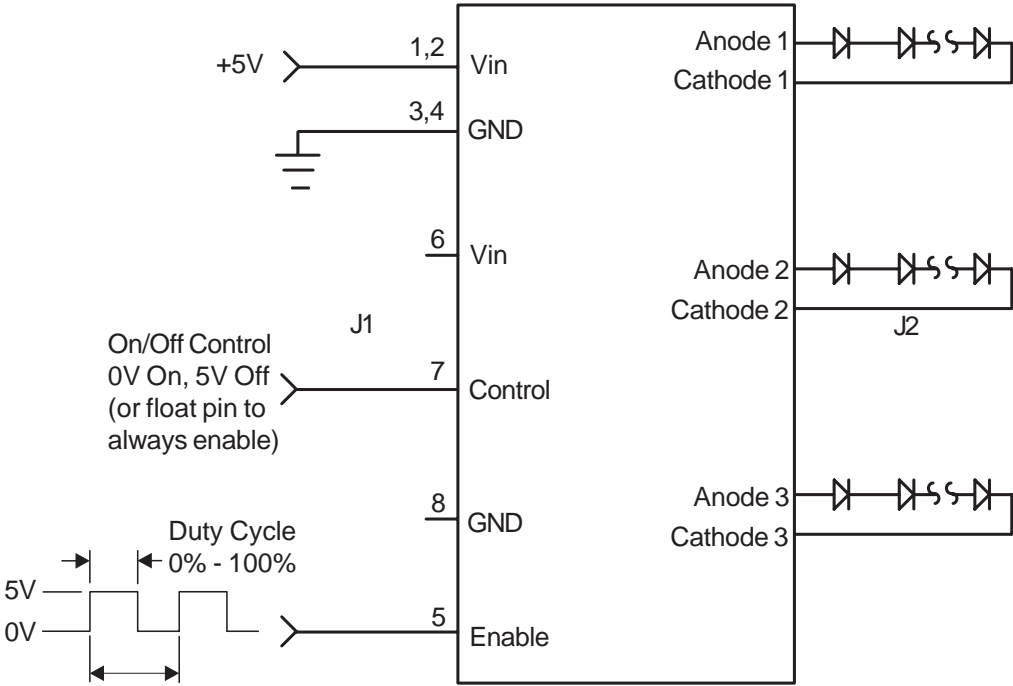 +5V
1,2
Vin
3,4
GND
6
Vin
J1
On/Off Control
0V On, 5V Off
(or float pin to
always enable)
7
Control
8
GND
Duty Cycle
0% - 100%
5V
0V
5
Enable
Anode 1
Cathode 1
Anode 2
Cathode 2
J2
Anode 3
Cathode 3